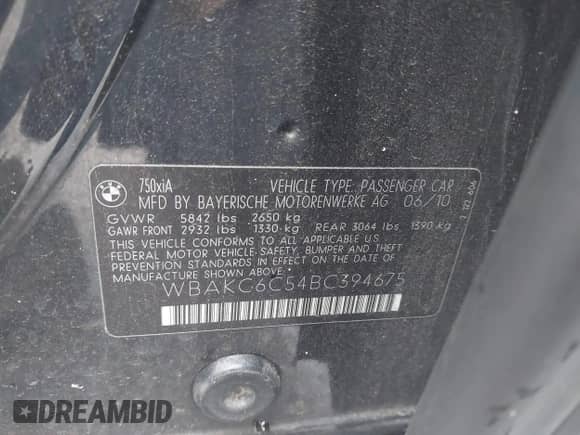 BMW
750xiA VEHICLE TYPE PASSENGER CAR
MFD BY BAYERISCHE MOTORENWERKE AG 06/10
GVWR 5842 lbs 2650 kg
GAWR FRONT 2932 lbs 1330 kg REAR 3064 lbs 1390 kg
THIS VEHICLE CONFORMS TO ALL APPLICABLE
FEDERAL MOTOR VEHICLE SAFETY, BUMPER AND THEFT
PREVENTION STANDARDS IN EFFECT ON THE DATE OF
MANUFACTURE SHOWN ABOVE.
WBAKC6C54BC394675
DREAMBID